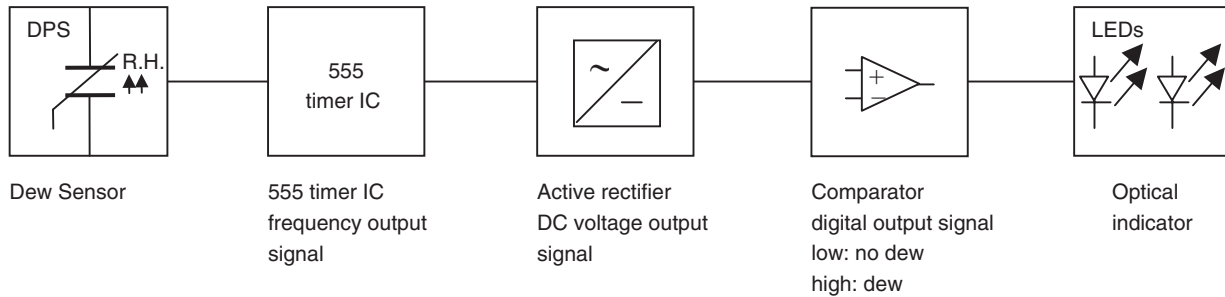 DPS
R.H.
555
timer IC
~
–
+
–
LEDs
Dew Sensor
555 timer IC
frequency output
signal
Active rectifier
DC voltage output
signal
Comparator
digital output signal
low: no dew
high: dew
Optical
indicator